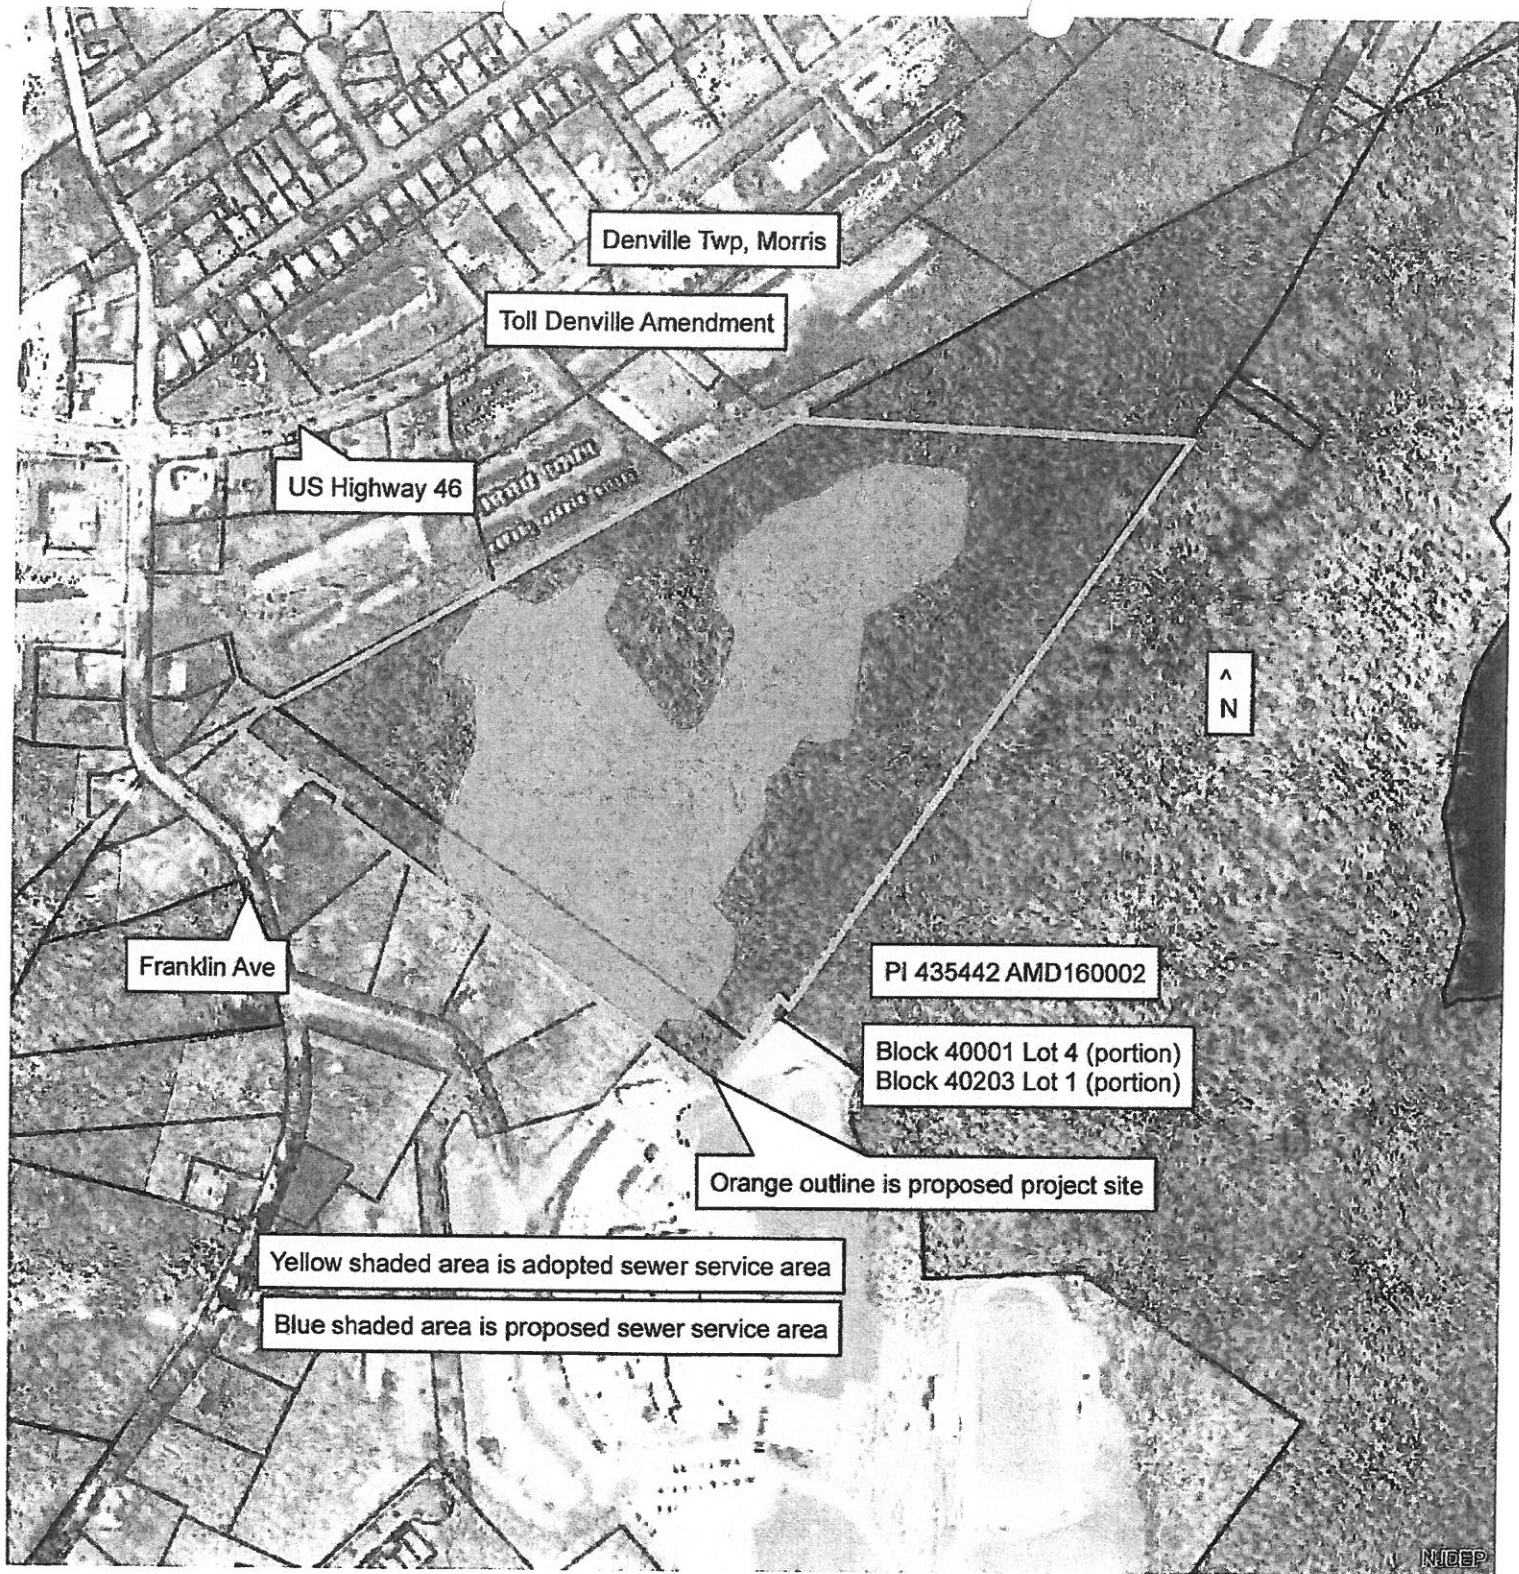 Denville Twp, Morris
Toll Denville Amendment
US Highway 46
^
N
Franklin Ave
PI 435442 AMD160002
Block 40001 Lot 4 (portion)
Block 40203 Lot 1 (portion)
Orange outline is proposed project site
Yellow shaded area is adopted sewer service area
Blue shaded area is proposed sewer service area
NJDEP